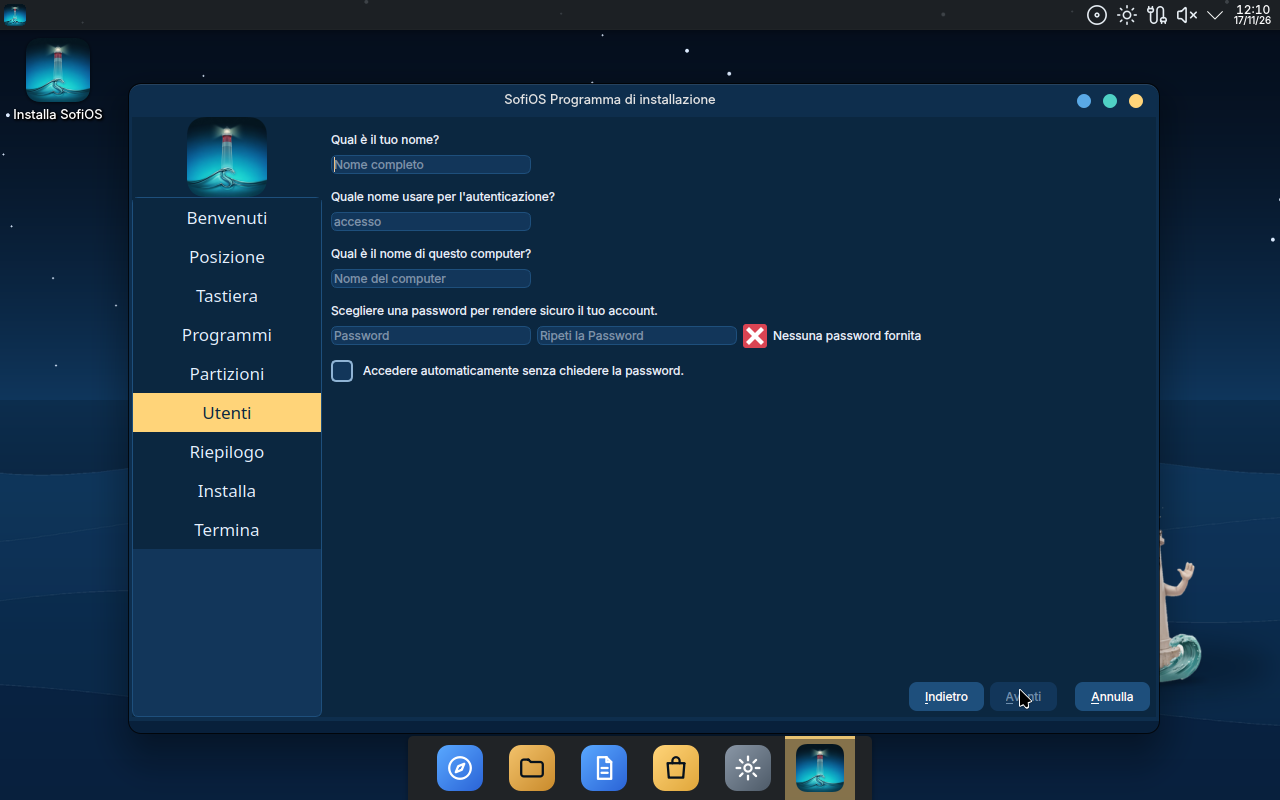 12:10
17/11/26
Installa SofiOS
SofiOS Programma di installazione
Benvenuti
Posizione
Tastiera
Programmi
Partizioni
Utenti
Riepilogo
Installa
Termina
Qual è il tuo nome?
Nome completo
Quale nome usare per l'autenticazione?
accesso
Qual è il nome di questo computer?
Nome del computer
Scegliere una password per rendere sicuro il tuo account.
Password Ripeti la Password Nessuna password fornita
Accedere automaticamente senza chiedere la password.
Indietro Avanti Annulla